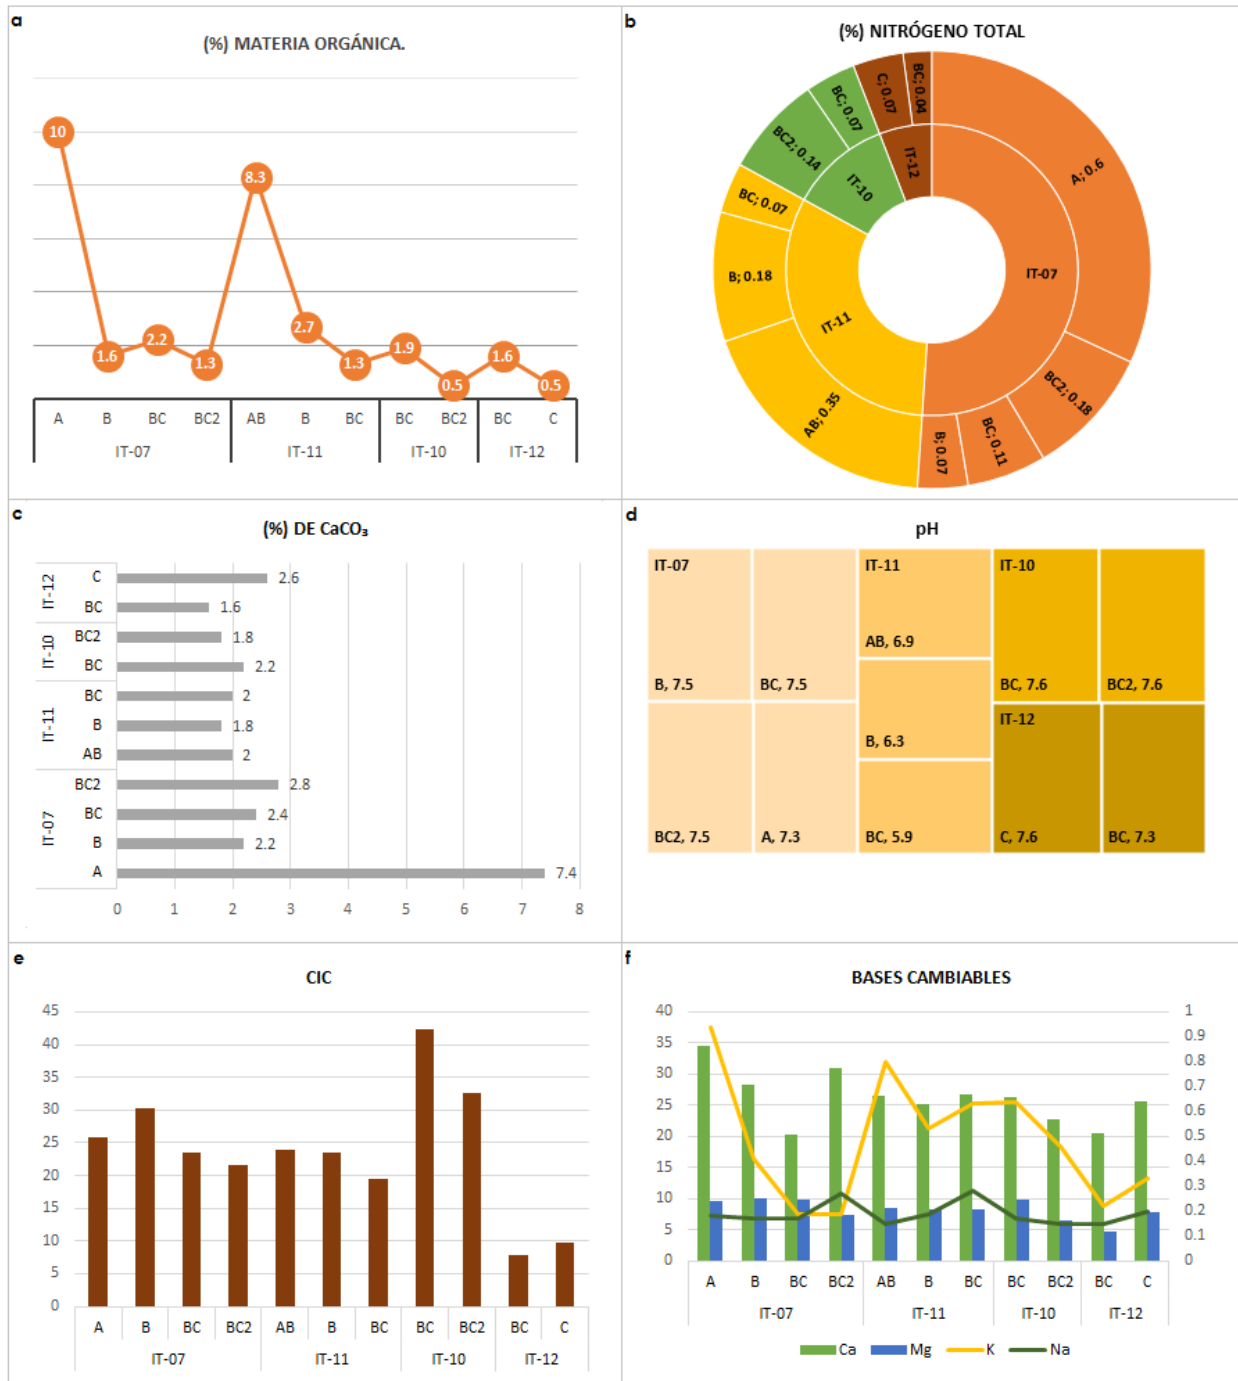 a
(%) MATERIA ORGÁNICA.
10
1.6
2.2
1.3
8.3
2.7
1.3
1.9
0.5
1.6
0.5
A B BC BC2 AB B BC BC BC2 BC C
IT-07 IT-11 IT-10 IT-12
b
(%) NITRÓGENO TOTAL
A; 0.6
BC2; 0.18
BC; 0.11
B; 0.07
IT-07
AB; 0.35
B; 0.18
BC; 0.07
IT-11
BC2; 0.14
BC; 0.07
IT-10
C; 0.07
BC; 0.04
IT-12
c
(%) DE CaCO₃
IT-12
C 2.6
BC 1.6
IT-10
BC2 1.8
BC 2.2
IT-11
BC 2
B 1.8
AB 2
IT-07
BC2 2.8
BC 2.4
B 2.2
A 7.4
0 1 2 3 4 5 6 7 8
d
pH
IT-07
B, 7.5
BC, 7.5
BC2, 7.5
A, 7.3
IT-11
AB, 6.9
B, 6.3
BC, 5.9
IT-10
BC, 7.6
BC2, 7.6
IT-12
C, 7.6
BC, 7.3
e
CIC
45
40
35
30
25
20
15
10
5
0
A B BC BC2 AB B BC BC BC2 BC C
IT-07 IT-11 IT-10 IT-12
f
BASES CAMBIABLES
40
35
30
25
20
15
10
5
0
1
0.9
0.8
0.7
0.6
0.5
0.4
0.3
0.2
0.1
0
A B BC BC2 AB B BC BC BC2 BC C
IT-07 IT-11 IT-10 IT-12
Ca Mg K Na